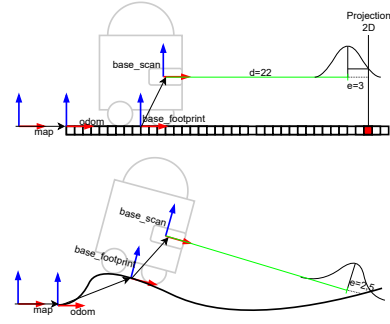 Projection
2D
base_scan
d=22
e=3
odom
base_footprint
map
base_scan
base_footprint
e=2.5
map
odom